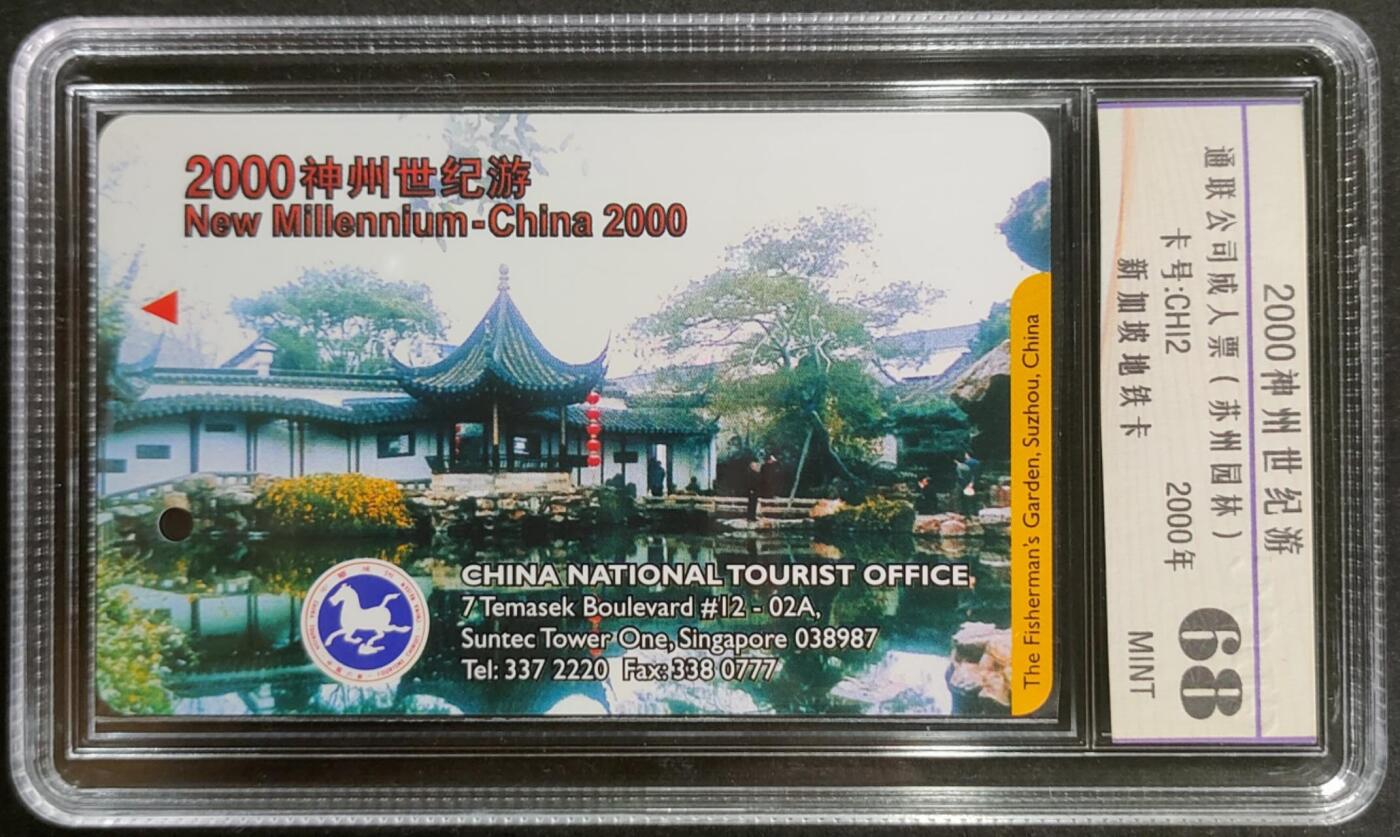 2000神州世纪游
New Millennium-China 2000
The Fisherman's Garden, Suzhou, China
CHINA NATIONAL TOURIST OFFICE,
7 Temasek Boulevard #12 - 02A,
Suntec Tower One, Singapore 038987
Tel: 337 2220 Fax: 338 0777
2000神州世纪游
通联公司成人票(苏州园林)
卡号:CHI2 2000年 68
新加坡地铁卡 MINT